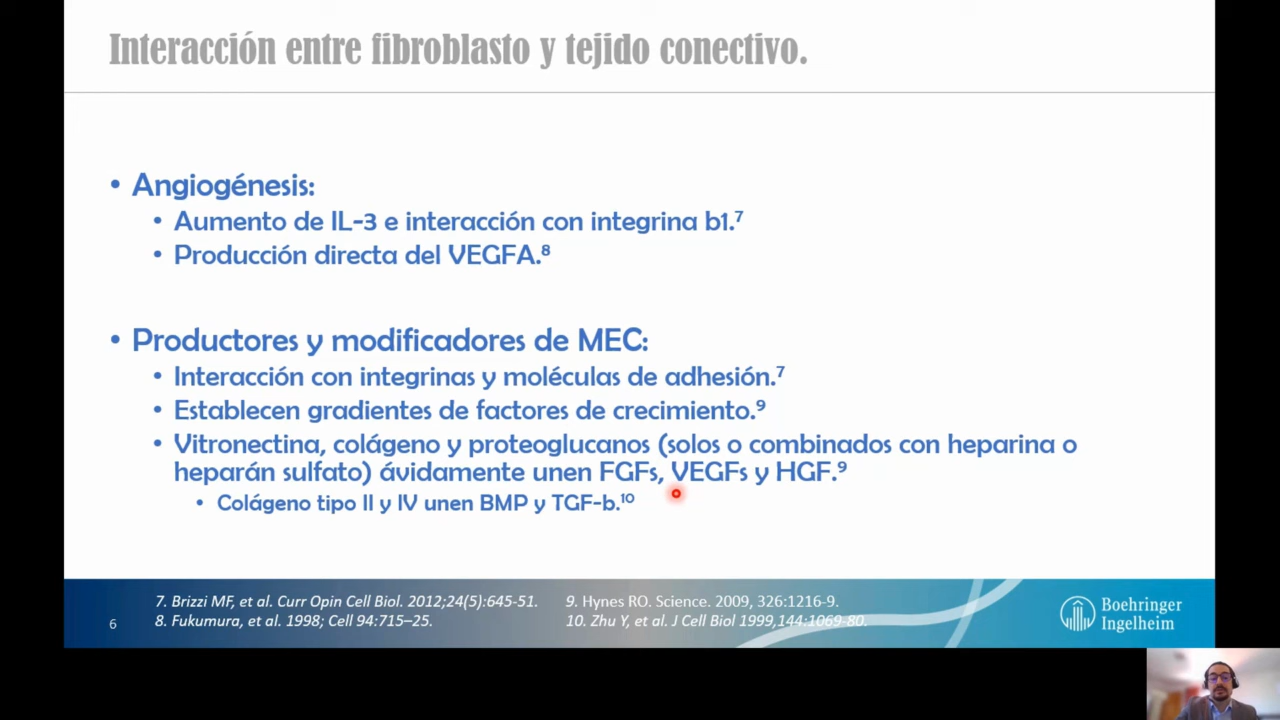 Interacción entre fibroblasto y tejido conectivo.
• Angiogénesis:
• Aumento de IL-3 e interacción con integrina b1.⁷
• Producción directa del VEGFA.⁸
• Productores y modificadores de MEC:
• Interacción con integrinas y moléculas de adhesión.⁷
• Establecen gradientes de factores de crecimiento.⁹
• Vitronectina, colágeno y proteoglucanos (solos o combinados con heparina o
heparán sulfato) ávidamente unen FGFs, VEGFs y HGF.⁹
• Colágeno tipo II y IV unen BMP y TGF-b.¹⁰
7. Brizzi MF, et al. Curr Opin Cell Biol. 2012;24(5):645-51.
8. Fukumura, et al. 1998; Cell 94:715–25.
9. Hynes RO. Science. 2009, 326:1216-9.
10. Zhu Y, et al. J Cell Biol 1999,144:1069-80.
6
Boehringer
Ingelheim